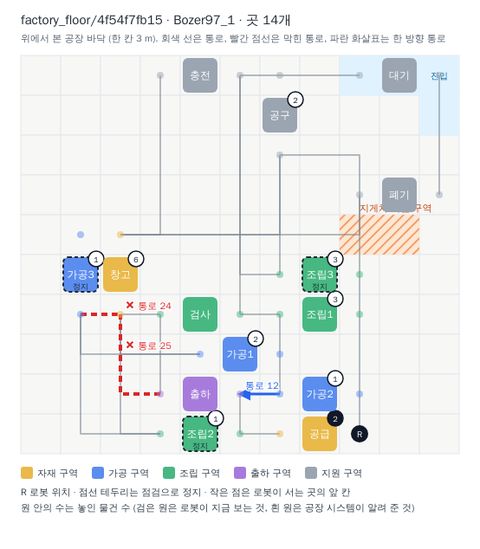 factory_floor/4f54f7fb15 · Bozer97_1 · 곳 14개
위에서 본 공장 바닥 (한 칸 3 m). 회색 선은 통로, 빨간 점선은 막힌 통로, 파란 화살표는 한 방향 통로
충전
대기
공구
2
폐기
구역
가공3
1
정지
창고
6
조립3
3
정지
✕ 통로 24
검사
조립1
3
✕ 통로 25
가공1
2
출하
통로 12
가공2
1
조립2
1
정지
공급
2
R
자재 구역
가공 구역
조립 구역
출하 구역
지원 구역
R 로봇 위치 · 점선 테두리는 점검으로 정지 · 작은 점은 로봇이 서는 곳의 앞 칸
원 안의 수는 놓인 물건 수 (검은 원은 로봇이 지금 보는 것, 흰 원은 공장 시스템이 알려 준 것)